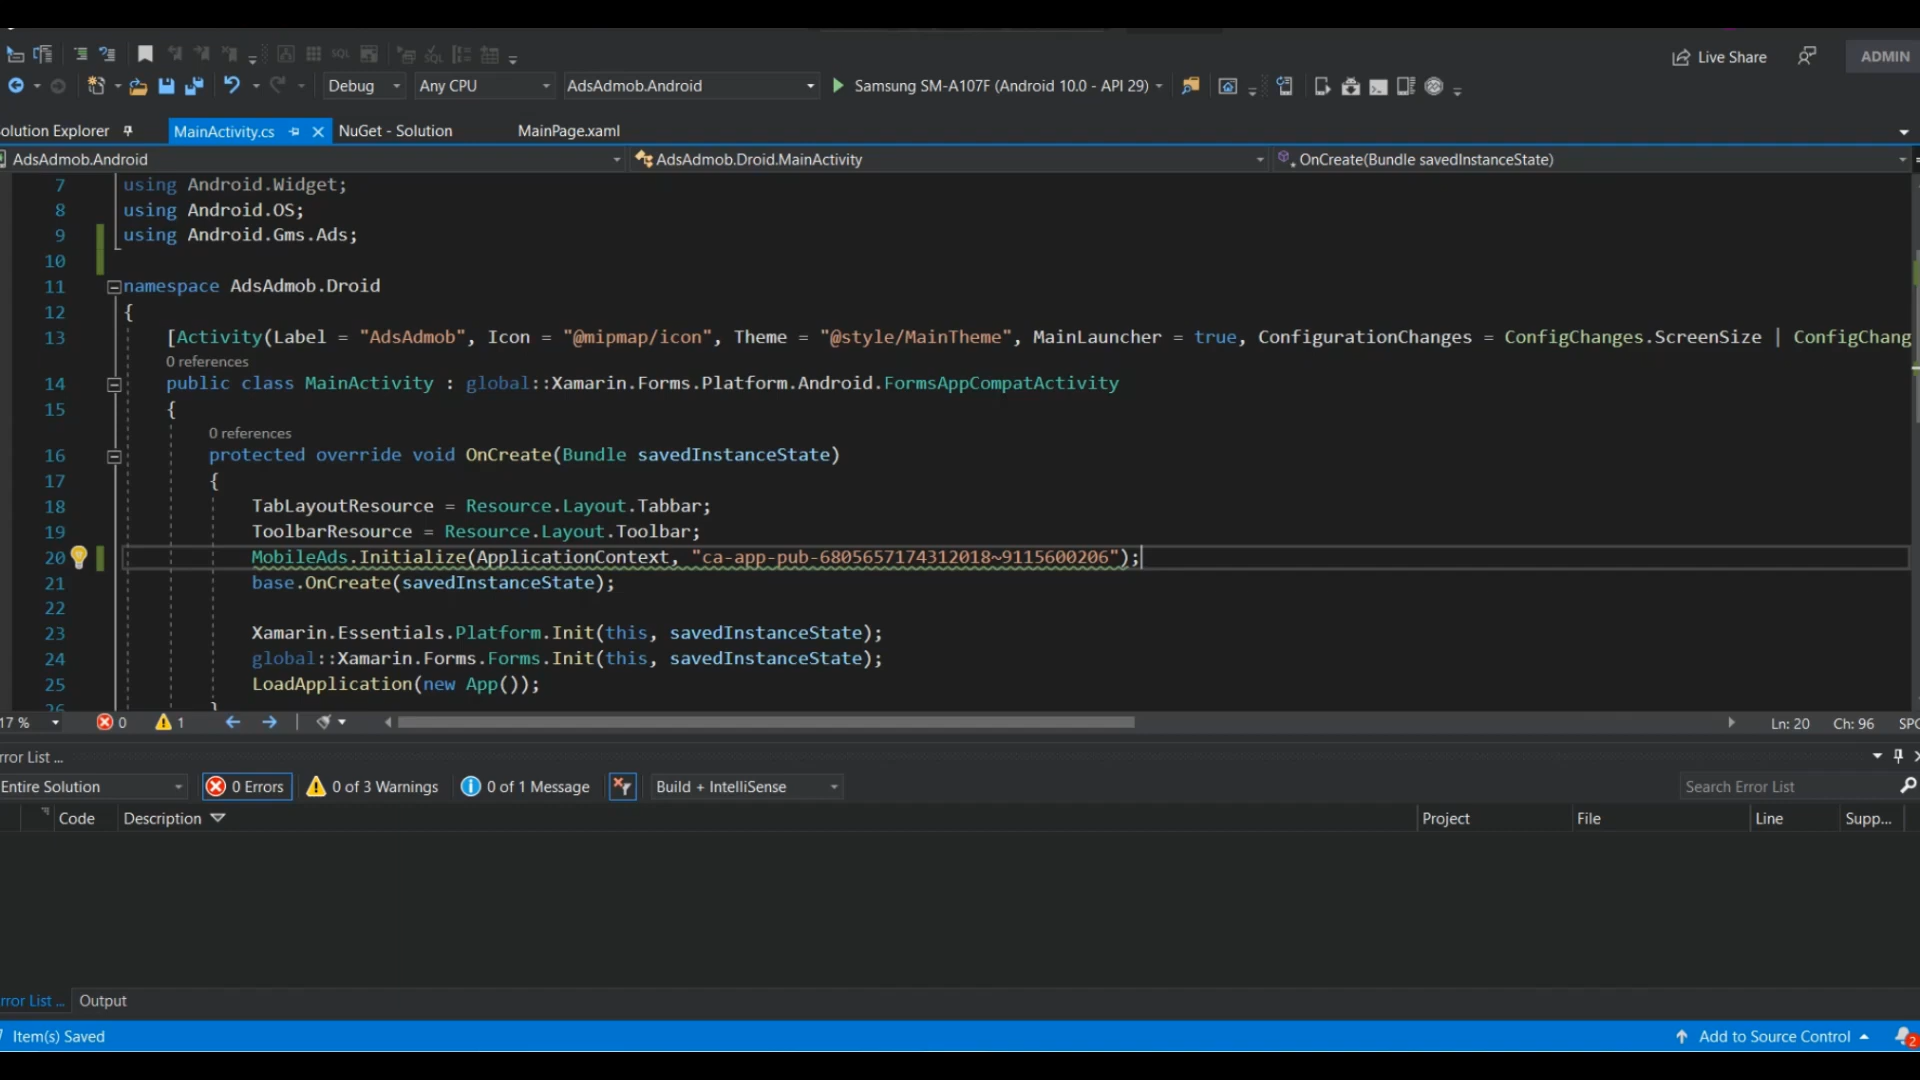 SQL SQL Live Share ADMIN
Debug Any CPU AdsAdmob.Android Samsung SM-A107F (Android 10.0 - API 29)
olution Explorer MainActivity.cs NuGet - Solution MainPage.xaml
AdsAdmob.Android AdsAdmob.Droid.MainActivity OnCreate(Bundle savedInstanceState)
7 using Android.Widget;
8 using Android.OS;
9 using Android.Gms.Ads;
10
11 namespace AdsAdmob.Droid
12 {
13 [Activity(Label = "AdsAdmob", Icon = "@mipmap/icon", Theme = "@style/MainTheme", MainLauncher = true, ConfigurationChanges = ConfigChanges.ScreenSize | ConfigChang
0 references
14 public class MainActivity : global::Xamarin.Forms.Platform.Android.FormsAppCompatActivity
15 {
0 references
16 protected override void OnCreate(Bundle savedInstanceState)
17 {
18 TabLayoutResource = Resource.Layout.Tabbar;
19 ToolbarResource = Resource.Layout.Toolbar;
20 MobileAds.Initialize(ApplicationContext, "ca-app-pub-6805657174312018~9115600206");
21 base.OnCreate(savedInstanceState);
22
23 Xamarin.Essentials.Platform.Init(this, savedInstanceState);
24 global::Xamarin.Forms.Forms.Init(this, savedInstanceState);
25 LoadApplication(new App());
26 }
17 % 0 1 Ln: 20 Ch: 96 SPC
rror List ...
Entire Solution 0 Errors 0 of 3 Warnings 0 of 1 Message Build + IntelliSense Search Error List
Code Description Project File Line Supp...
rror List ... Output
Item(s) Saved Add to Source Control 2